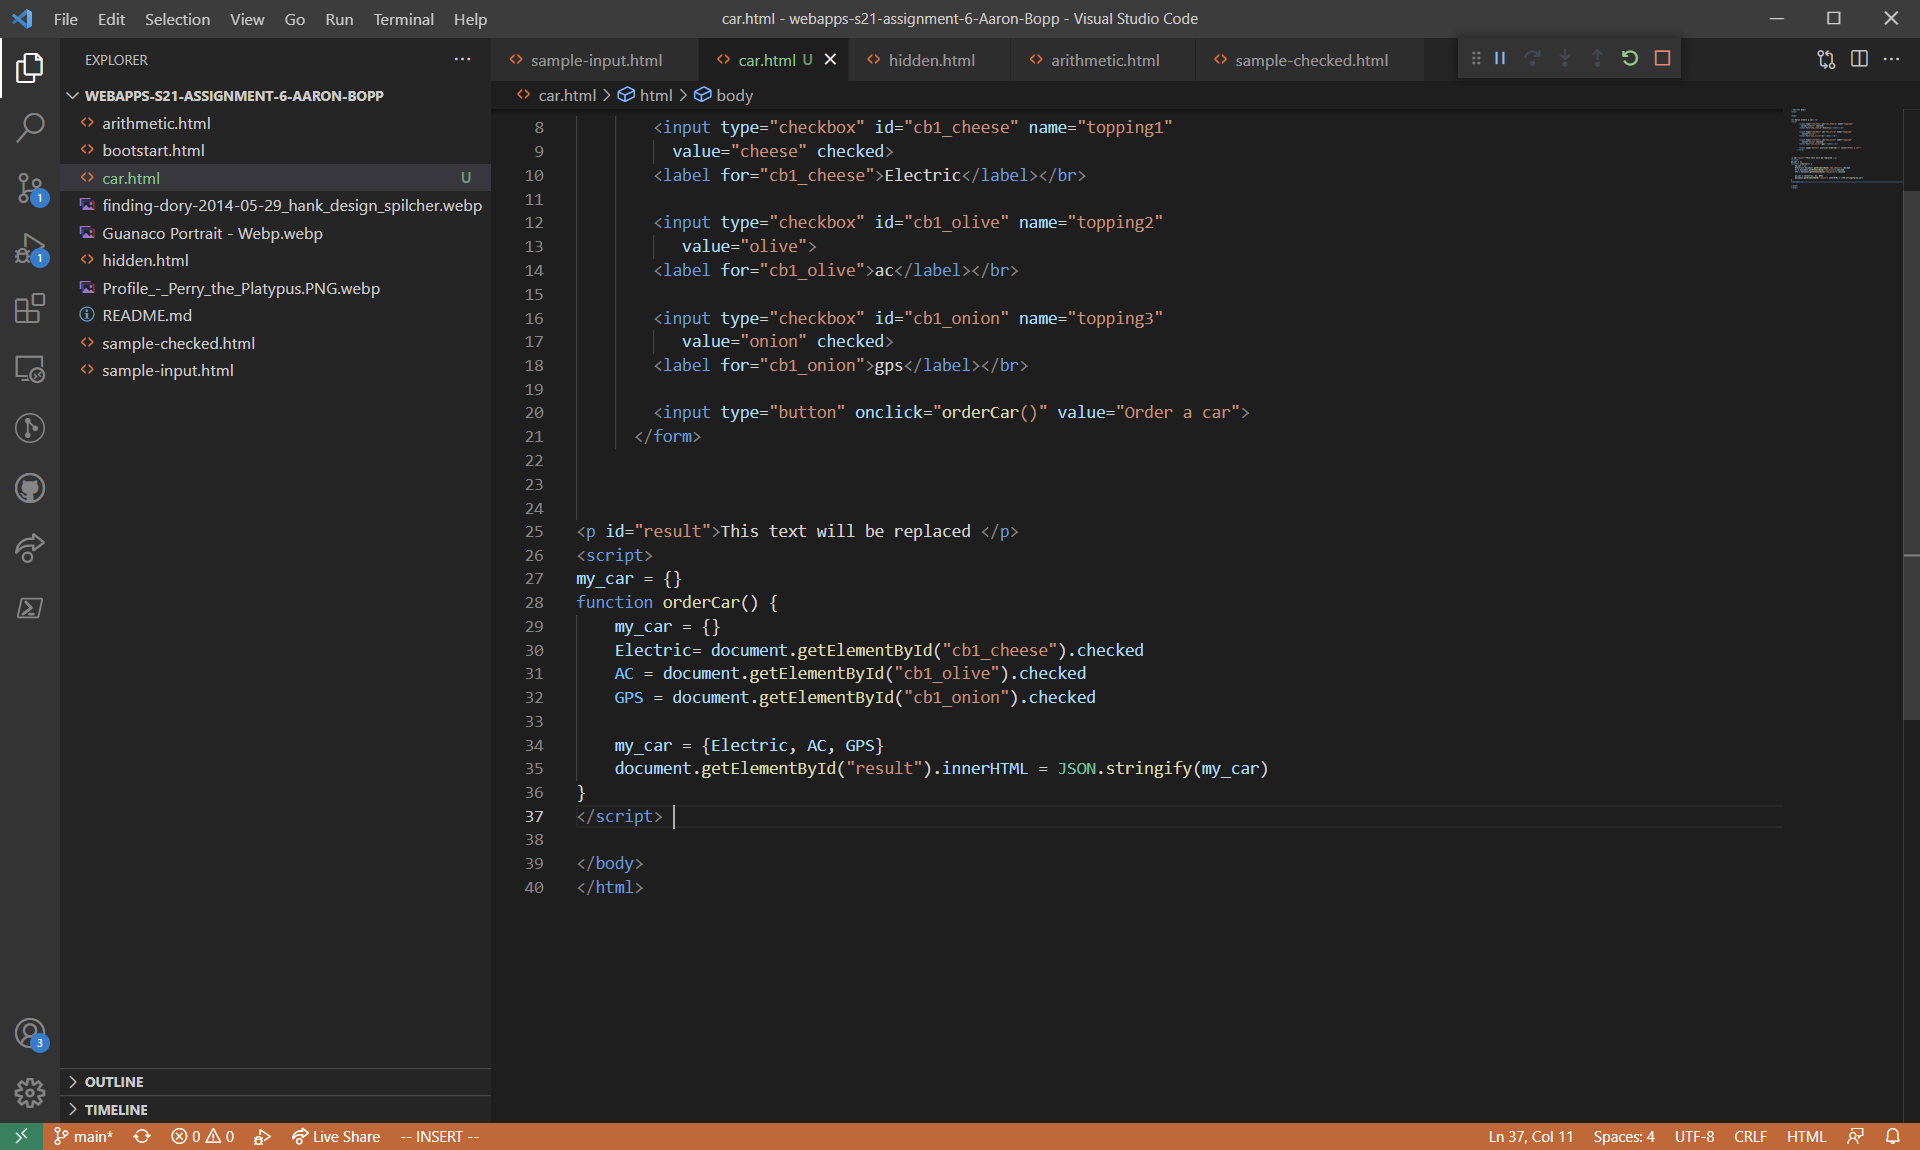 File Edit Selection View Go Run Terminal Help
car.html - webapps-s21-assignment-6-Aaron-Bopp - Visual Studio Code
EXPLORER
WEBAPPS-S21-ASSIGNMENT-6-AARON-BOPP
arithmetic.html
bootstart.html
car.html U
finding-dory-2014-05-29_hank_design_spilcher.webp
Guanaco Portrait - Webp.webp
hidden.html
Profile_-_Perry_the_Platypus.PNG.webp
README.md
sample-checked.html
sample-input.html
OUTLINE
TIMELINE
1
1
3
sample-input.html car.html U hidden.html arithmetic.html sample-checked.html
car.html > html > body
8 <input type="checkbox" id="cb1_cheese" name="topping1"
9 value="cheese" checked>
10 <label for="cb1_cheese">Electric</label></br>
11
12 <input type="checkbox" id="cb1_olive" name="topping2"
13 value="olive">
14 <label for="cb1_olive">ac</label></br>
15
16 <input type="checkbox" id="cb1_onion" name="topping3"
17 value="onion" checked>
18 <label for="cb1_onion">gps</label></br>
19
20 <input type="button" onclick="orderCar()" value="Order a car">
21 </form>
22
23
24
25 <p id="result">This text will be replaced </p>
26 <script>
27 my_car = {}
28 function orderCar() {
29 my_car = {}
30 Electric= document.getElementById("cb1_cheese").checked
31 AC = document.getElementById("cb1_olive").checked
32 GPS = document.getElementById("cb1_onion").checked
33
34 my_car = {Electric, AC, GPS}
35 document.getElementById("result").innerHTML = JSON.stringify(my_car)
36 }
37 </script>
38
39 </body>
40 </html>
main* 0 0 Live Share -- INSERT -- Ln 37, Col 11 Spaces: 4 UTF-8 CRLF HTML